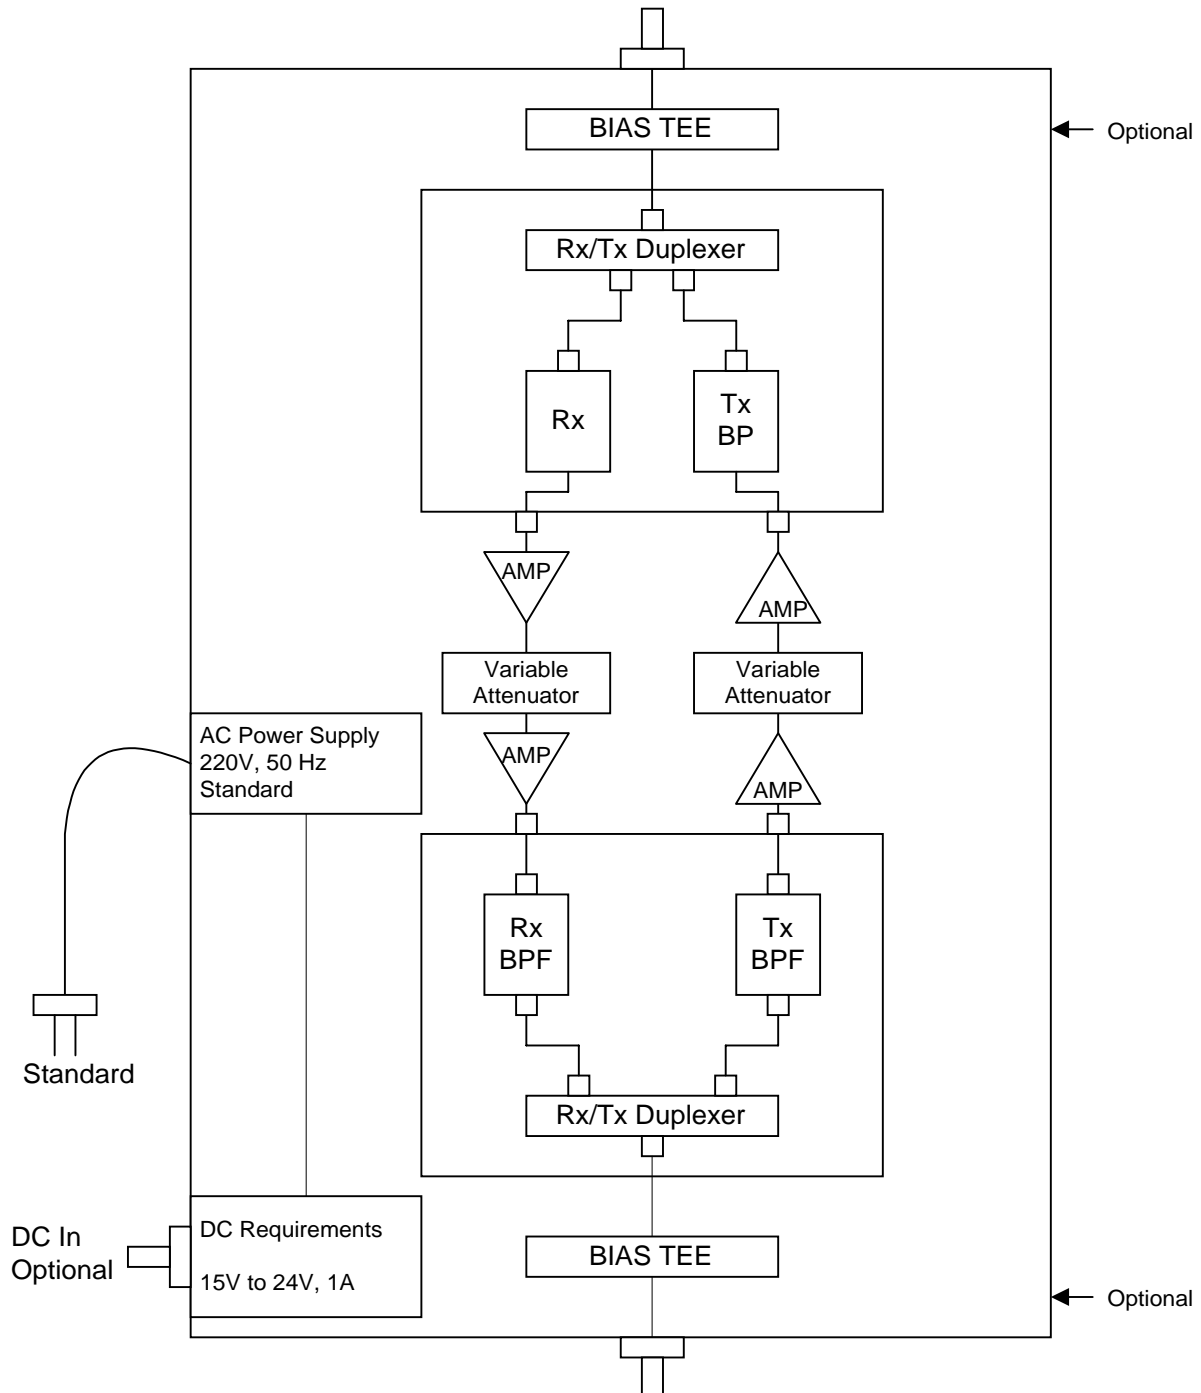 BIAS TEE
Optional
Rx/Tx Duplexer
Rx
Tx
BP
AMP
AMP
Variable
Attenuator
Variable
Attenuator
AC Power Supply
220V, 50 Hz
Standard
AMP
AMP
Rx
BPF
Tx
BPF
Standard
Rx/Tx Duplexer
DC In
Optional
DC Requirements
15V to 24V, 1A
BIAS TEE
Optional